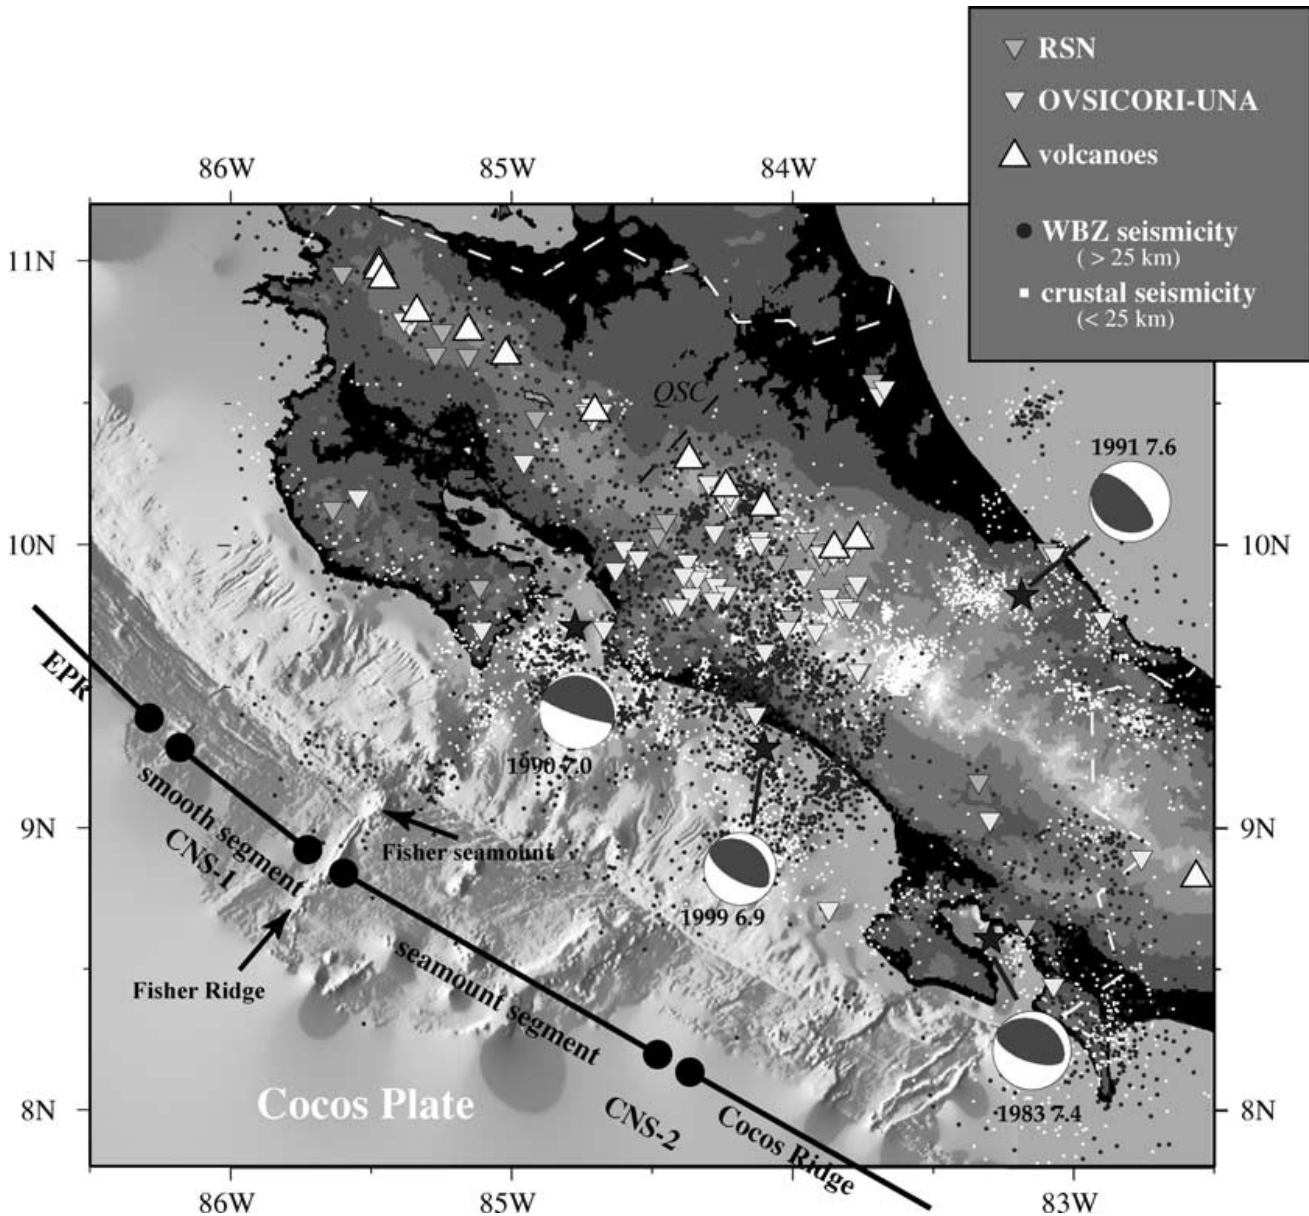 RSN
OVSICORI-UNA
volcanoes
WBZ seismicity
( > 25 km)
crustal seismicity
(< 25 km)
86W
85W
84W
11N
QSC
1991 7.6
10N
10N
EPR
1990 7.0
smooth segment
CNS-1
Fisher seamount
9N
9N
1999 6.9
Fisher Ridge
seamount segment
Cocos Plate
CNS-2
Cocos Ridge
1983 7.4
8N
8N
86W
85W
84W
83W